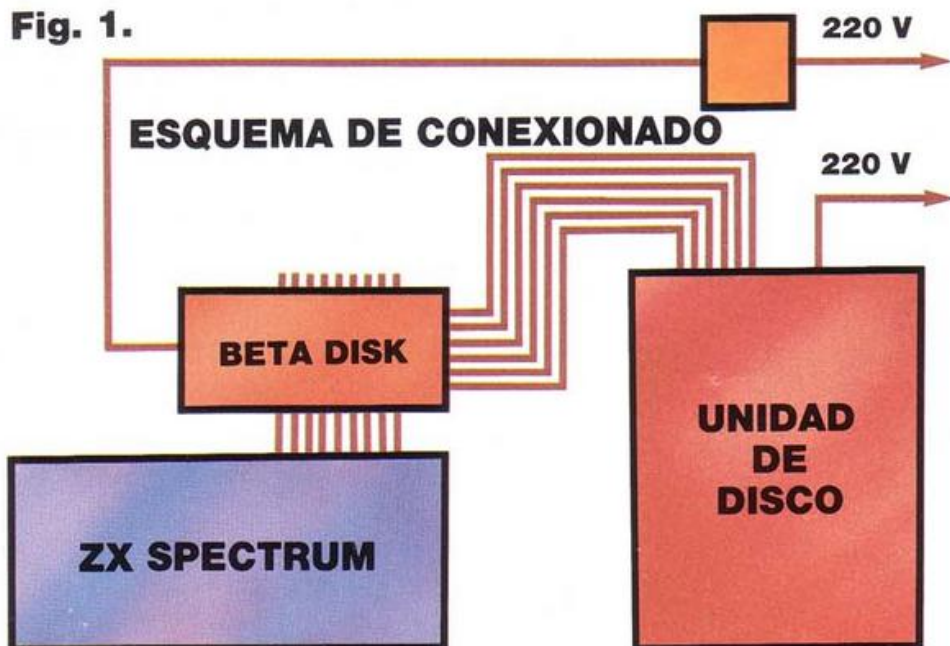 Fig. 1.
220 V
ESQUEMA DE CONEXIONADO
220 V
BETA DISK
UNIDAD
DE
DISCO
ZX SPECTRUM